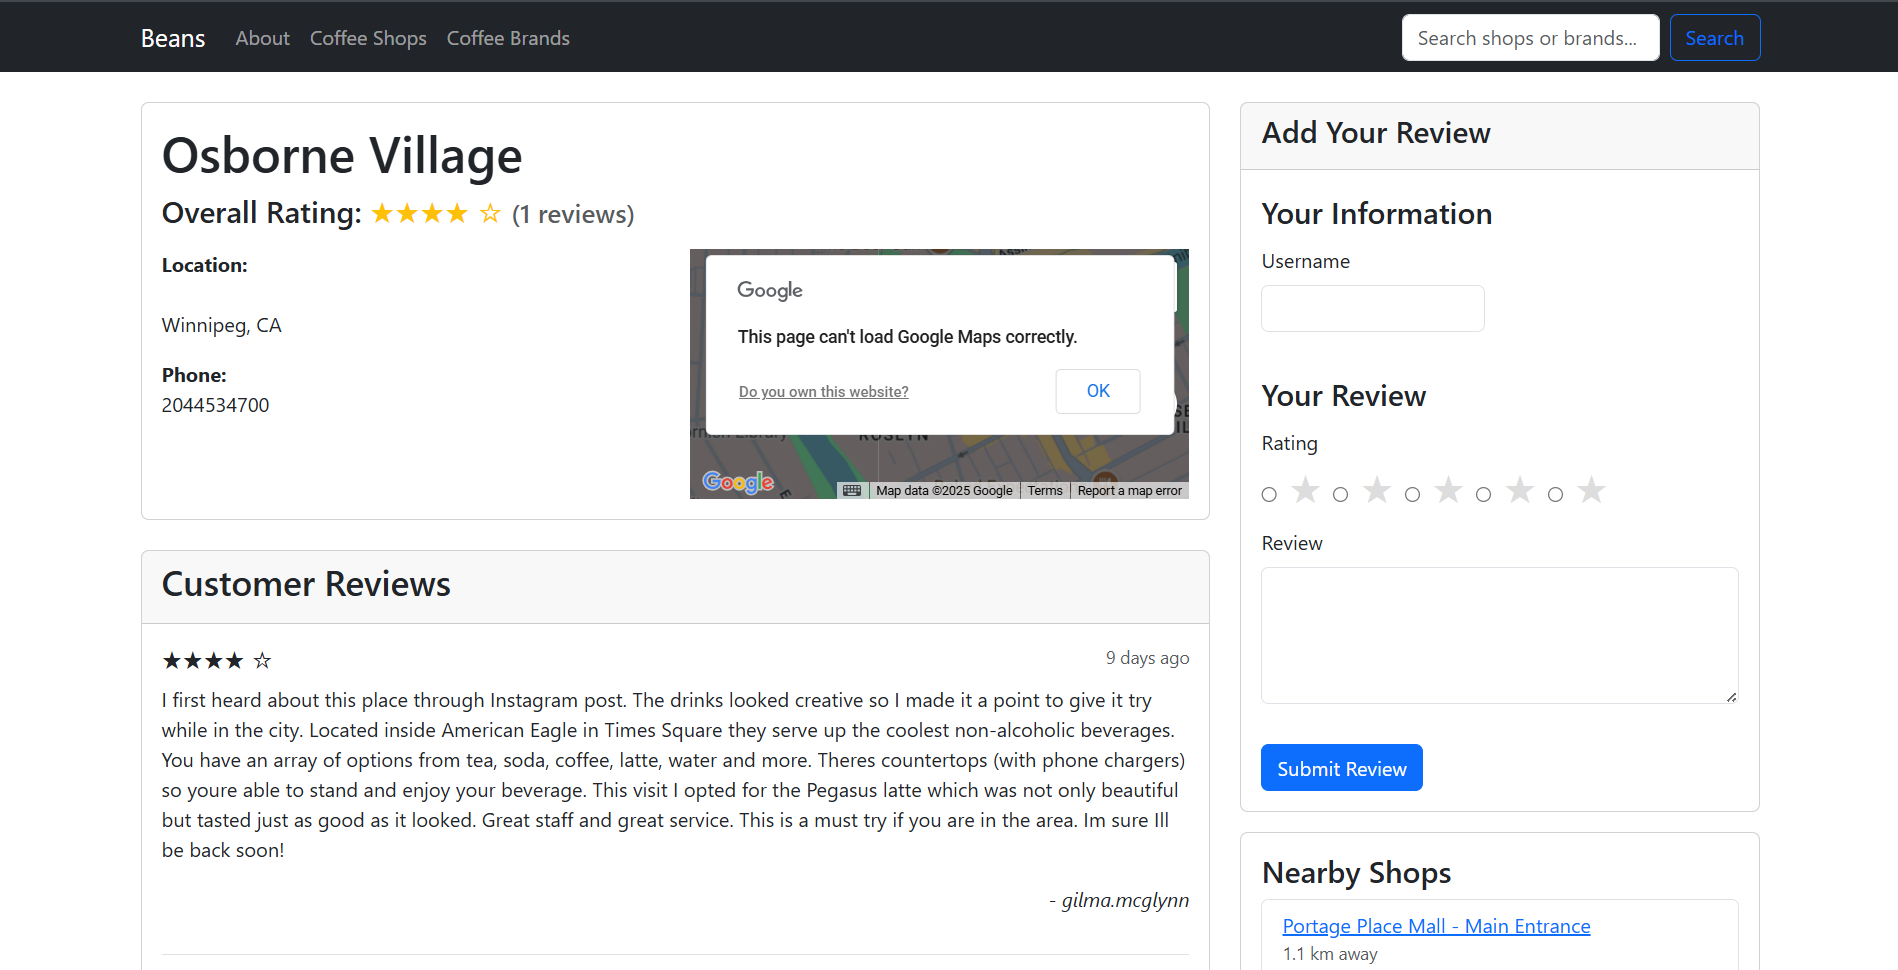 Beans About Coffee Shops Coffee Brands Search shops or brands... Search
Osborne Village
Overall Rating: ★★★★ ☆ (1 reviews)
Location:
Winnipeg, CA
Phone:
2044534700
Google
This page can't load Google Maps correctly.
Do you own this website? OK
ROSLYN
Google
Map data ©2025 Google Terms Report a map error
Customer Reviews
★★★★ ☆ 9 days ago
I first heard about this place through Instagram post. The drinks looked creative so I made it a point to give it try
while in the city. Located inside American Eagle in Times Square they serve up the coolest non-alcoholic beverages.
You have an array of options from tea, soda, coffee, latte, water and more. Theres countertops (with phone chargers)
so youre able to stand and enjoy your beverage. This visit I opted for the Pegasus latte which was not only beautiful
but tasted just as good as it looked. Great staff and great service. This is a must try if you are in the area. Im sure Ill
be back soon!
- gilma.mcglynn
Add Your Review
Your Information
Username
Your Review
Rating
★ ★ ★ ★ ★
Review
Submit Review
Nearby Shops
Portage Place Mall - Main Entrance
1.1 km away